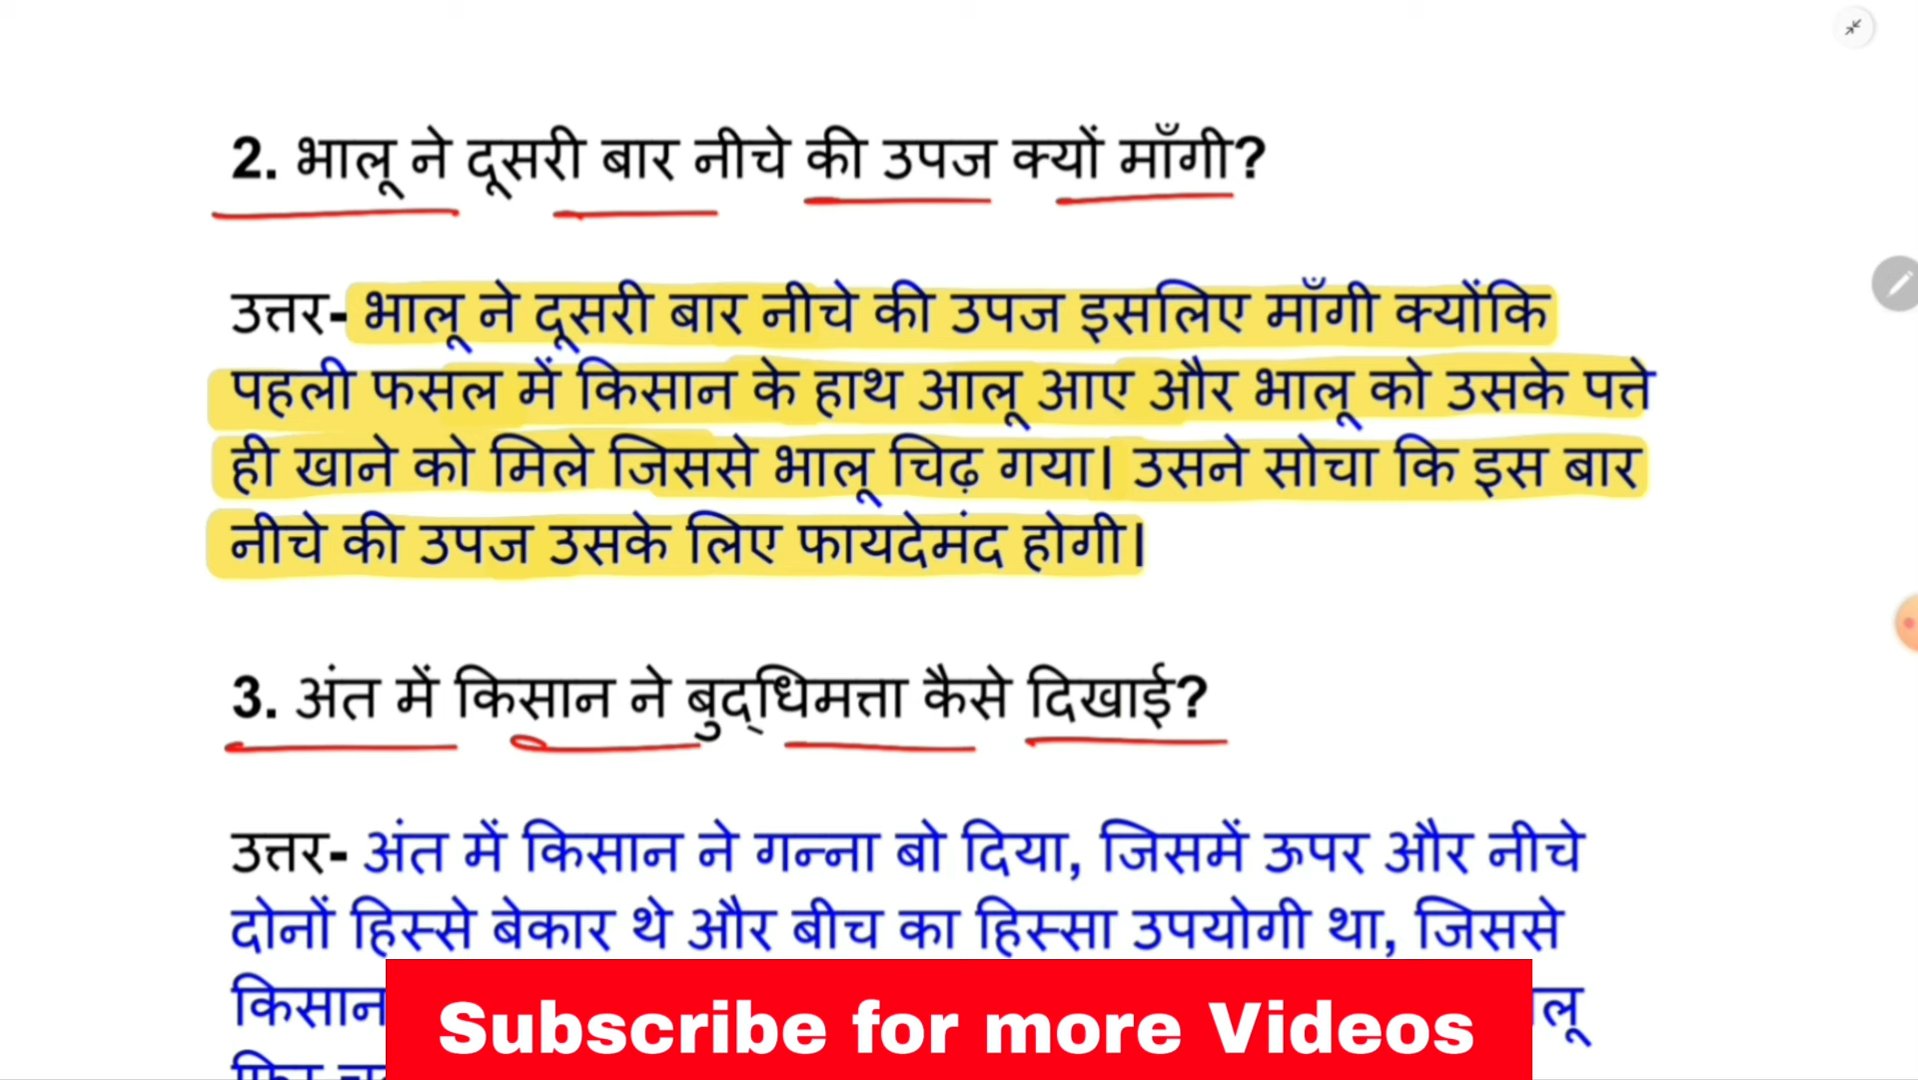 2. भालू ने दूसरी बार नीचे की उपज क्यों माँगी?
उत्तर- भालू ने दूसरी बार नीचे की उपज इसलिए माँगी क्योंकि
पहली फसल में किसान के हाथ आलू आए और भालू को उसके पत्ते
ही खाने को मिले जिससे भालू चिढ़ गया। उसने सोचा कि इस बार
नीचे की उपज उसके लिए फायदेमंद होगी।
3. अंत में किसान ने बुद्‌धिमत्ता कैसे दिखाई?
उत्तर- अंत में किसान ने गन्ना बो दिया, जिसमें ऊपर और नीचे
दोनों हिस्से बेकार थे और बीच का हिस्सा उपयोगी था, जिससे
किसान
Subscribe for more Videos